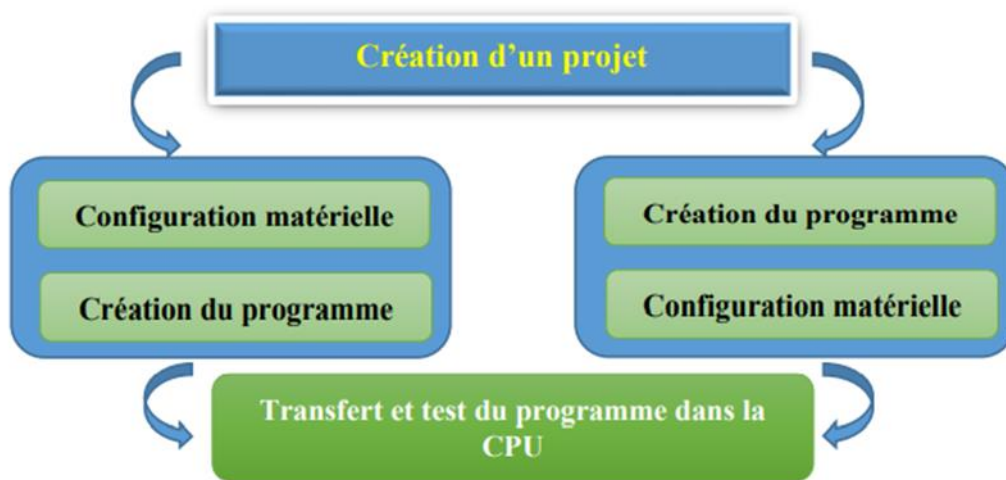 Création d'un projet
Configuration matérielle
Création du programme
Création du programme
Configuration matérielle
Transfert et test du programme dans la
CPU